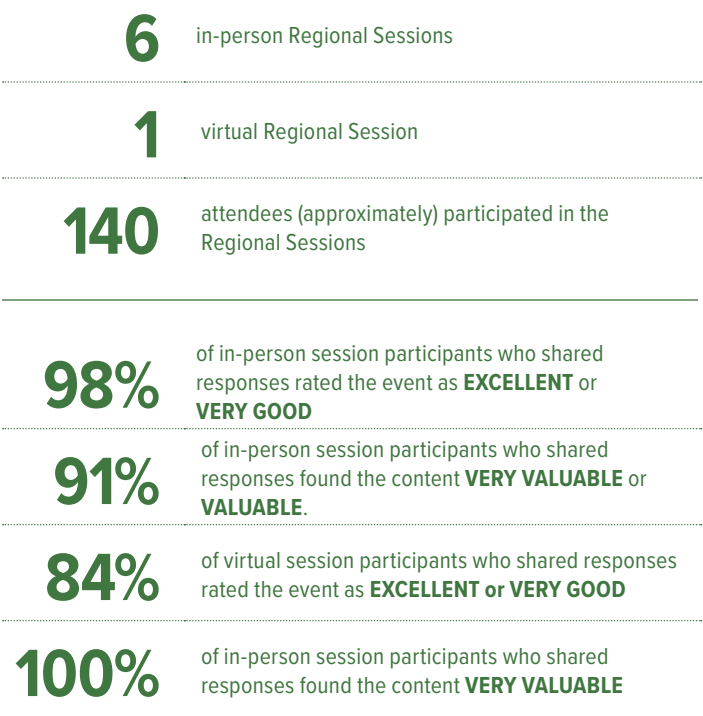 6 in-person Regional Sessions
1 virtual Regional Session
140 attendees (approximately) participated in the
Regional Sessions
98% of in-person session participants who shared
responses rated the event as EXCELLENT or
VERY GOOD
91% of in-person session participants who shared
responses found the content VERY VALUABLE or
VALUABLE.
84% of virtual session participants who shared responses
rated the event as EXCELLENT or VERY GOOD
100% of in-person session participants who shared
responses found the content VERY VALUABLE